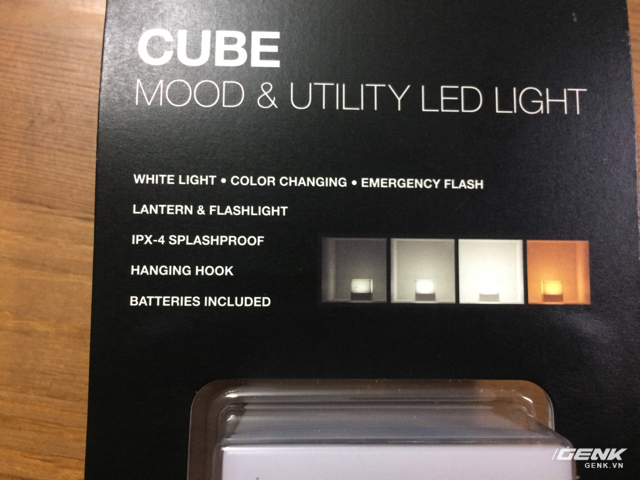 CUBE
MOOD & UTILITY LED LIGHT
WHITE LIGHT • COLOR CHANGING • EMERGENCY FLASH
LANTERN & FLASHLIGHT
IPX-4 SPLASHPROOF
HANGING HOOK
BATTERIES INCLUDED
GENK
GENK.VN